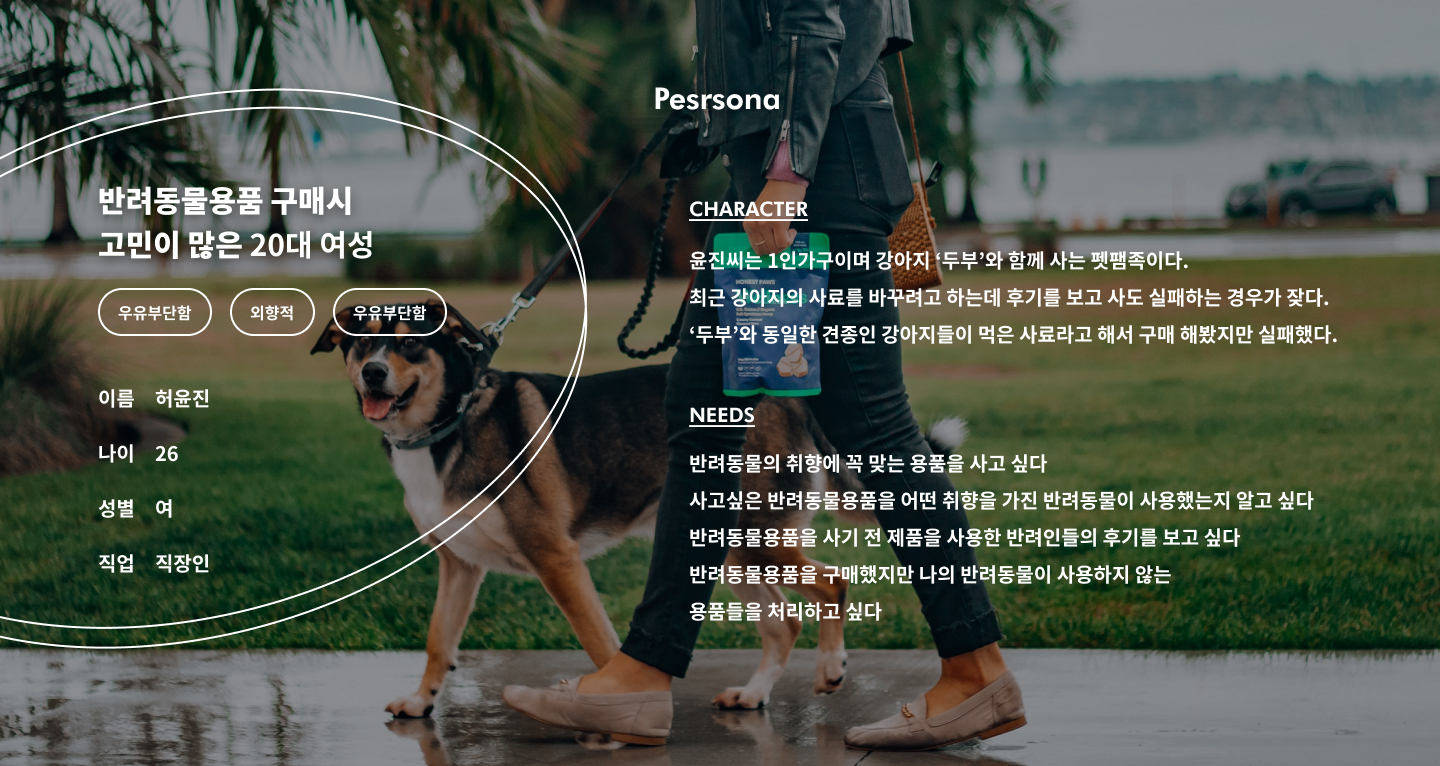 Pesrsona
반려동물용품 구매시
고민이 많은 20대 여성
우유부단함 외향적 우유부단함
이름 허윤진
나이 26
성별 여
직업 직장인
CHARACTER
윤진씨는 1인가구이며 강아지 ‘두부’와 함께 사는 펫팸족이다.
최근 강아지의 사료를 바꾸려고 하는데 후기를 보고 사도 실패하는 경우가 잦다.
‘두부’와 동일한 견종인 강아지들이 먹은 사료라고 해서 구매 해봤지만 실패했다.
HONEST PAWS
NEEDS
반려동물의 취향에 꼭 맞는 용품을 사고 싶다
사고싶은 반려동물용품을 어떤 취향을 가진 반려동물이 사용했는지 알고 싶다
반려동물용품을 사기 전 제품을 사용한 반려인들의 후기를 보고 싶다
반려동물용품을 구매했지만 나의 반려동물이 사용하지 않는
용품들을 처리하고 싶다